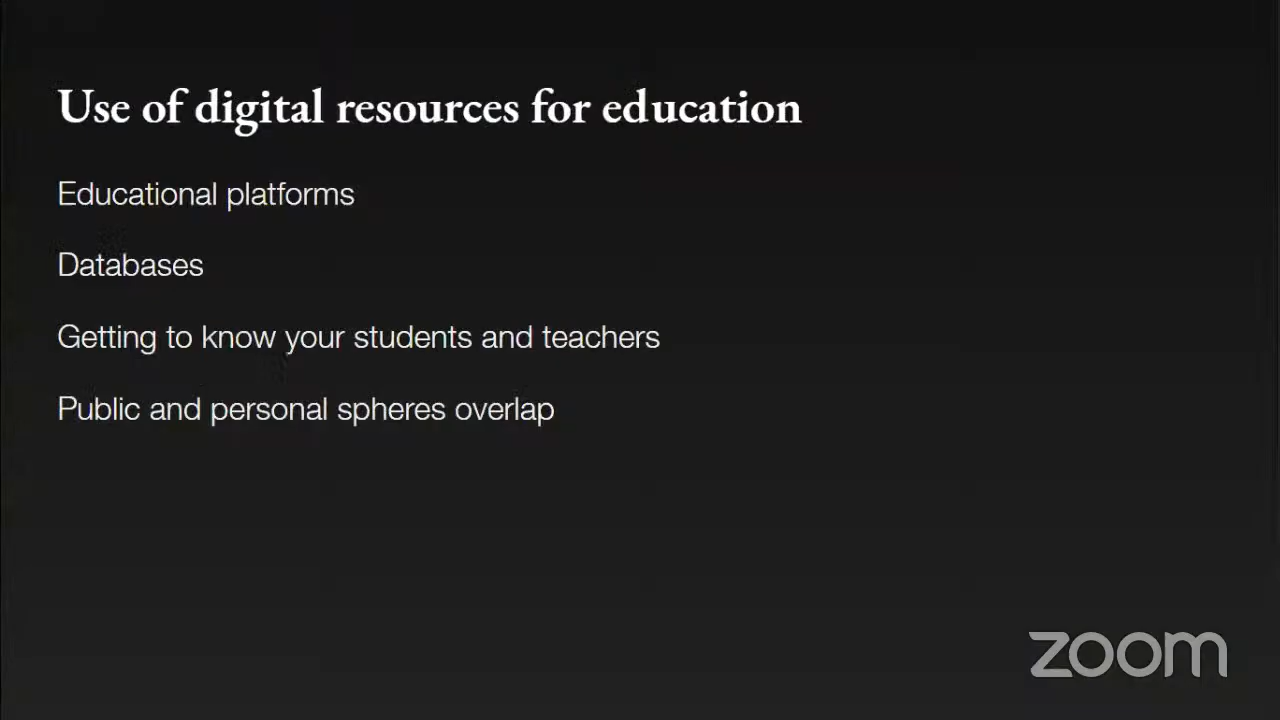 Use of digital resources for education
Educational platforms
Databases
Getting to know your students and teachers
Public and personal spheres overlap
zoom